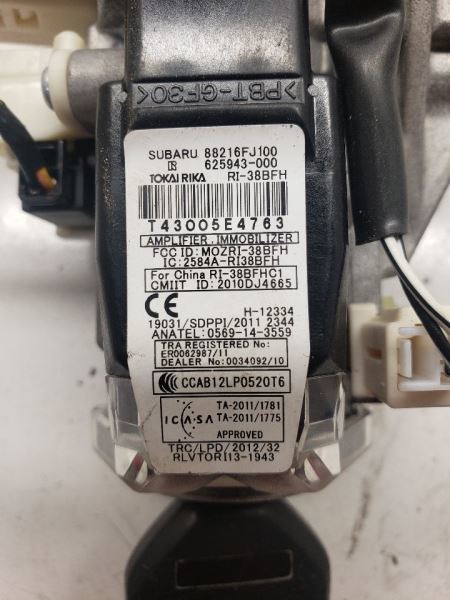 >PBT-GF30<
SUBARU 88216FJ100
625943-000
TOKAI RIKA RI-38BFH
T43005E4763
AMPLIFIER, IMMOBILIZER
FCC ID: MOZRI-38BFH
IC:2584A-RI38BFH
For China RI-38BFHC1
CMIIT ID: 2010DJ4665
CE
H-12334
19031/SDPPI/2011 2344
ANATEL: 0569-14-3559
TRA REGISTERED No:
ER0062987/11
DEALER No: 0034092/10
CCAB12LP0520T6
ICASA
TA-2011/1781
TA-2011/1775
APPROVED
TRC/LPD/2012/32
RLVTORI13-1943